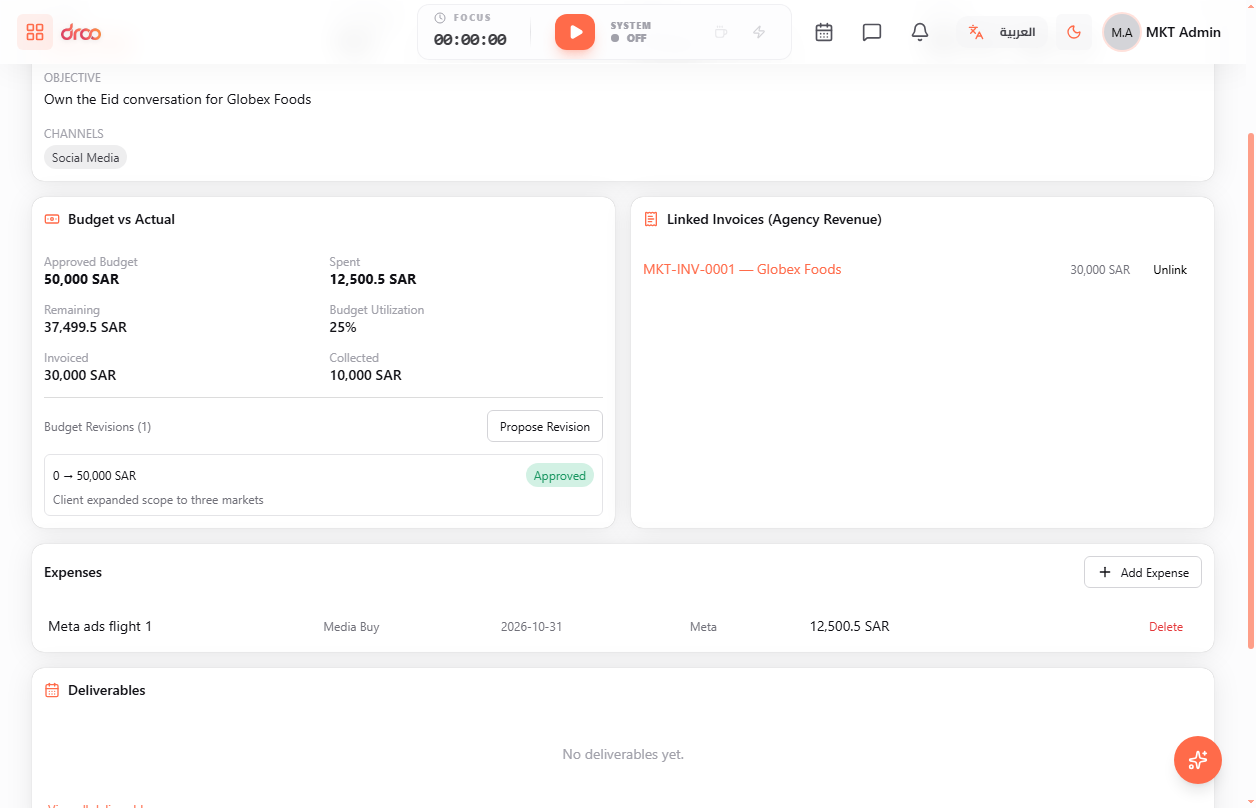 droo
FOCUS
00:00:00
SYSTEM
OFF
العربية
M.A
MKT Admin
OBJECTIVE
Own the Eid conversation for Globex Foods
CHANNELS
Social Media
Budget vs Actual
Approved Budget
50,000 SAR
Spent
12,500.5 SAR
Remaining
37,499.5 SAR
Budget Utilization
25%
Invoiced
30,000 SAR
Collected
10,000 SAR
Budget Revisions (1)
Propose Revision
0 → 50,000 SAR
Approved
Client expanded scope to three markets
Linked Invoices (Agency Revenue)
MKT-INV-0001 — Globex Foods
30,000 SAR
Unlink
Expenses
Add Expense
Meta ads flight 1
Media Buy
2026-10-31
Meta
12,500.5 SAR
Delete
Deliverables
No deliverables yet.